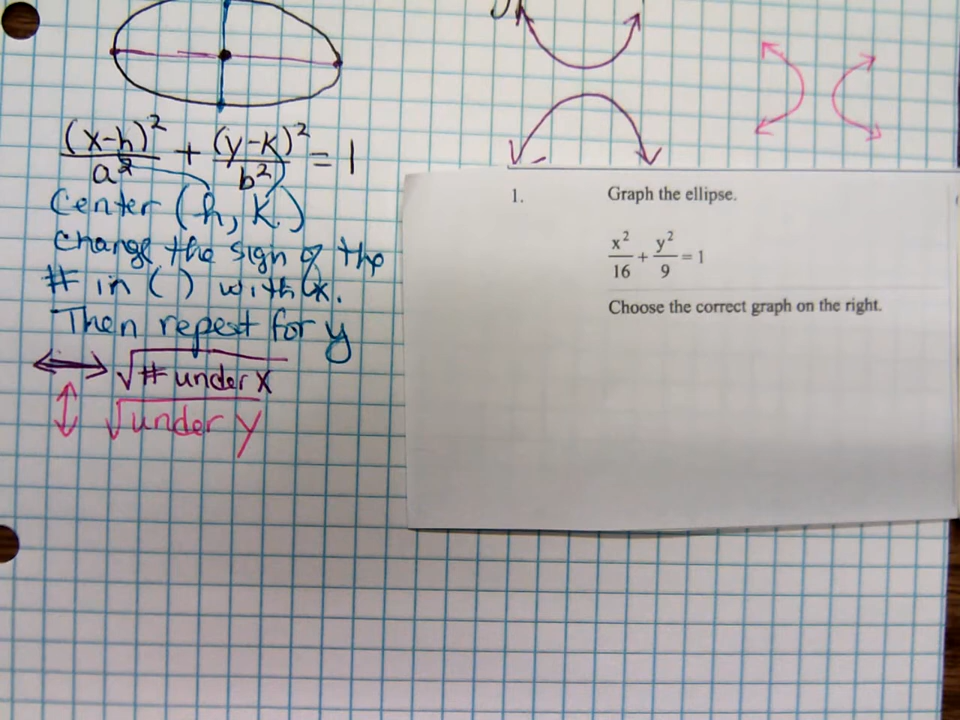 (x-h)²/a² + (y-k)²/b² = 1
Center (h, k)
change the sign of the
# in ( ) with x.
Then repeat for y
√# under x
√under y
1. Graph the ellipse.
x²/16 + y²/9 = 1
Choose the correct graph on the right.